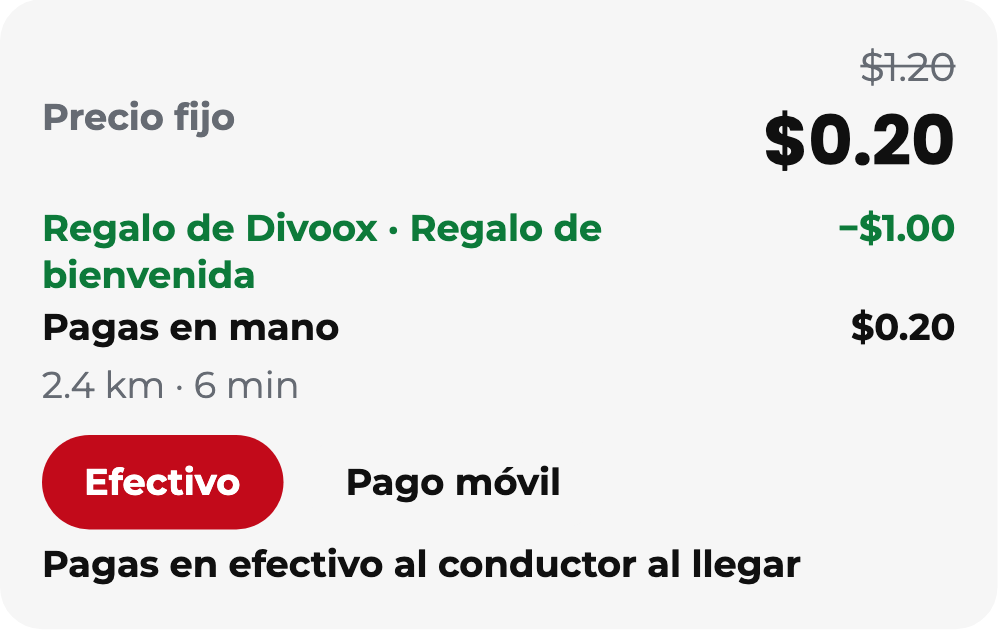 $1.20
Precio fijo
$0.20
Regalo de Divoox · Regalo de
bienvenida
−$1.00
Pagas en mano
$0.20
2.4 km · 6 min
Efectivo
Pago móvil
Pagas en efectivo al conductor al llegar